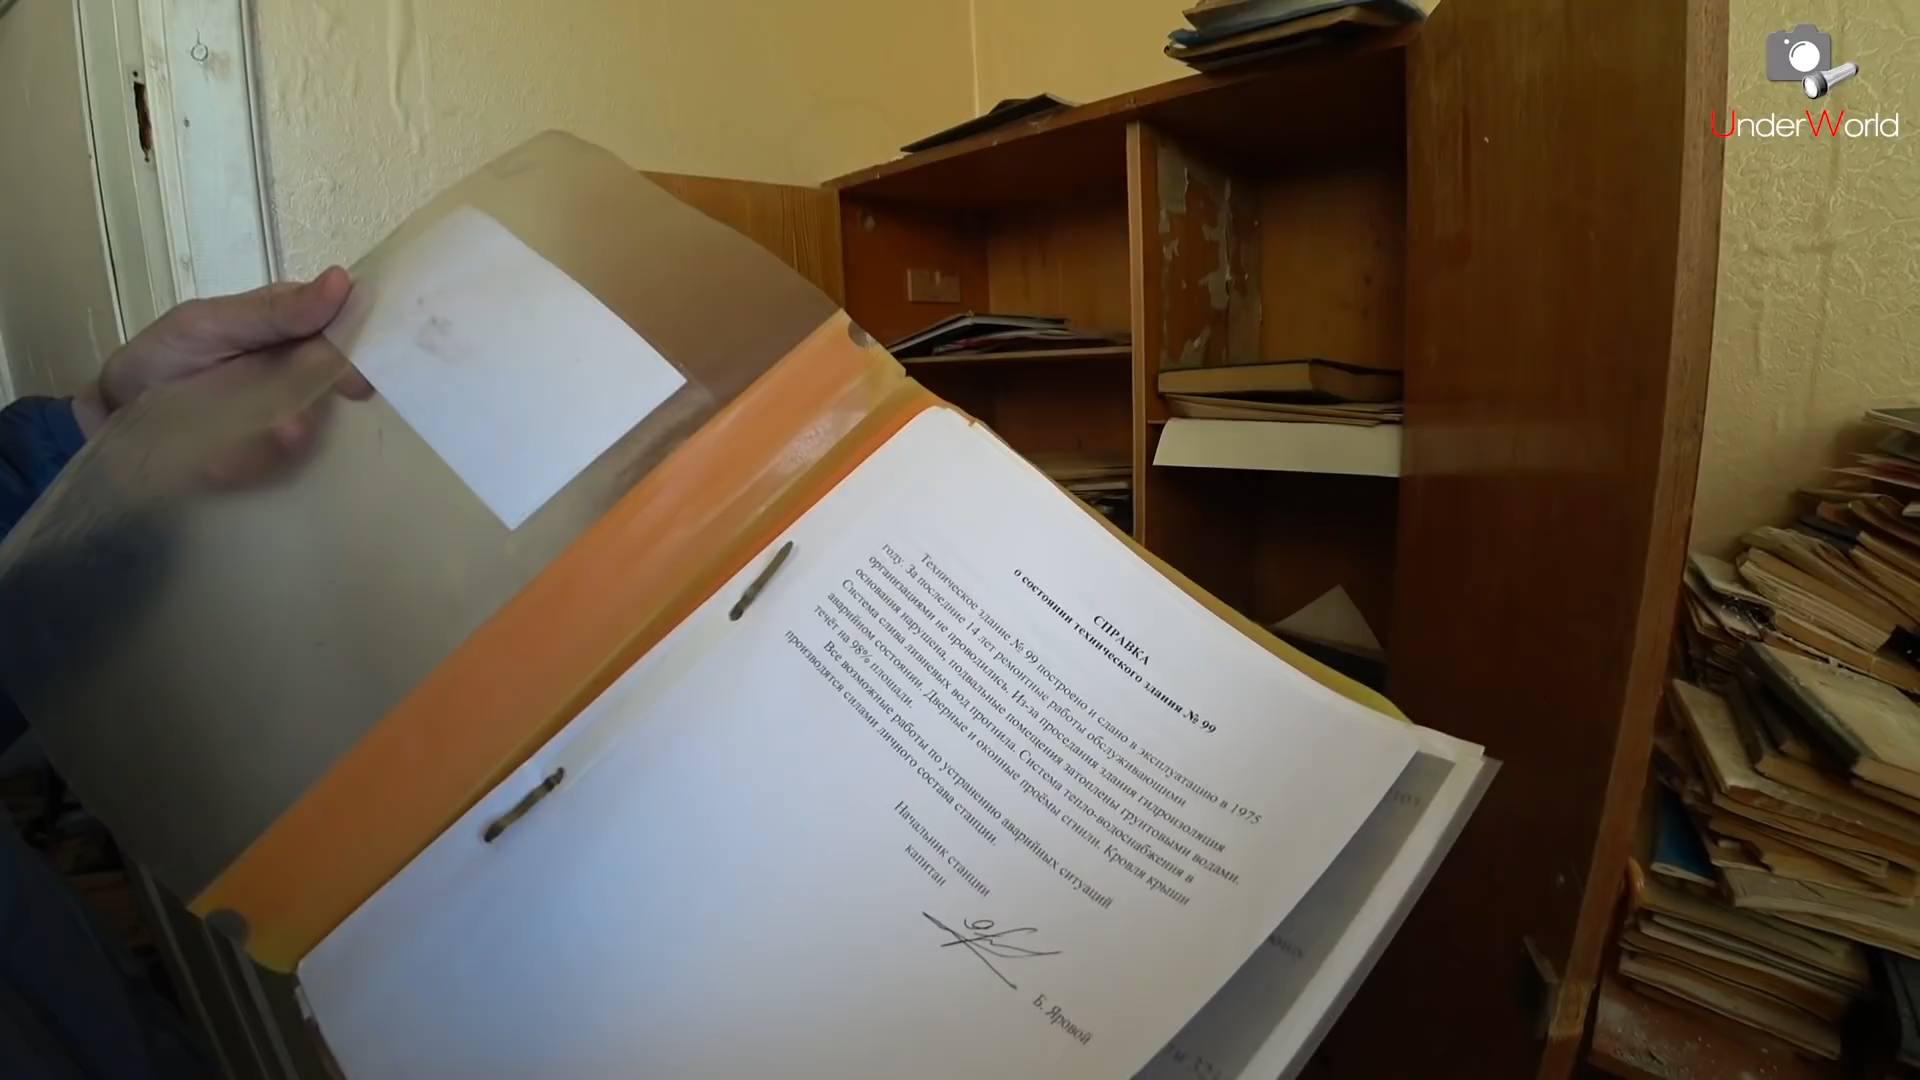 UnderWorld
СПРАВКА
о состоянии технического здания № 99
Техническое здание № 99 построено и сдано в эксплуатацию в 1975
году. За последние 14 лет ремонтные работы обслуживающими
организациями не проводились. Из-за проседания здания гидроизоляция
основания нарушена, подвальные помещения затоплены грунтовыми водами.
Система слива ливневых вод прогнила. Система тепло-водоснабжения в
аварийном состоянии. Дверные и оконные проёмы сгнили. Кровля крыши
течёт на 98% площади.
Все возможные работы по устранению аварийных ситуаций
производятся силами личного состава станции.
Начальник станции
капитан
Б. Яровой